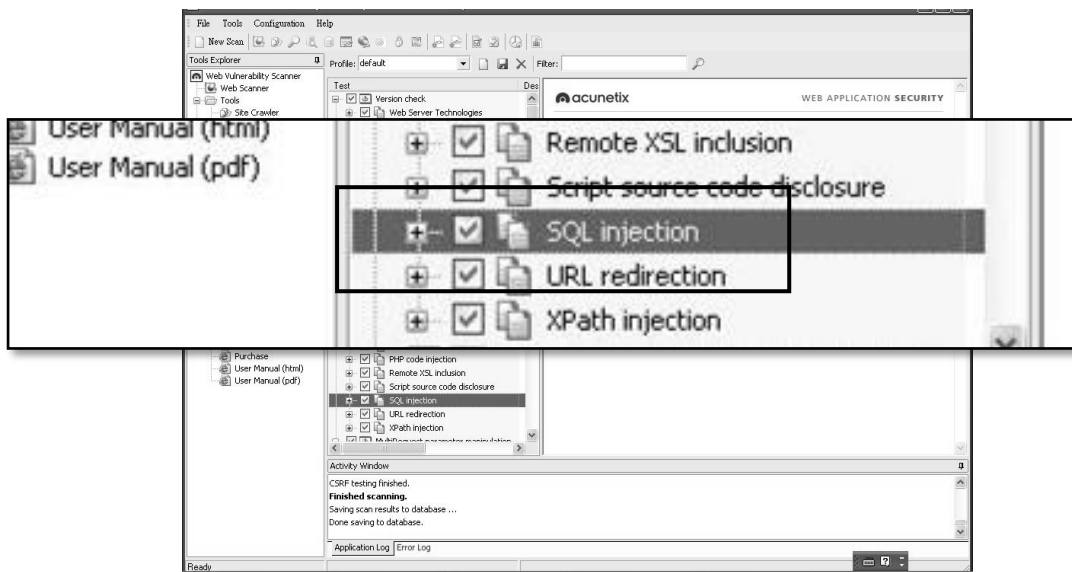 File Tools Configuration Help
New Scan
Tools Explorer
Profile: default
Filter:
Web Vulnerability Scanner
Web Scanner
Tools
Site Crawler
Test
Des
Version check
Web Server Technologies
acunetix
WEB APPLICATION SECURITY
User Manual (html)
User Manual (pdf)
Remote XSL inclusion
Script source code disclosure
SQL injection
URL redirection
XPath injection
Purchase
User Manual (html)
User Manual (pdf)
PHP code injection
Remote XSL inclusion
Script source code disclosure
SQL injection
URL redirection
XPath injection
MultiRequest parameter manipulation
Activity Window
CSRF testing finished.
Finished scanning.
Saving scan results to database ...
Done saving to database.
Application Log Error Log
Ready